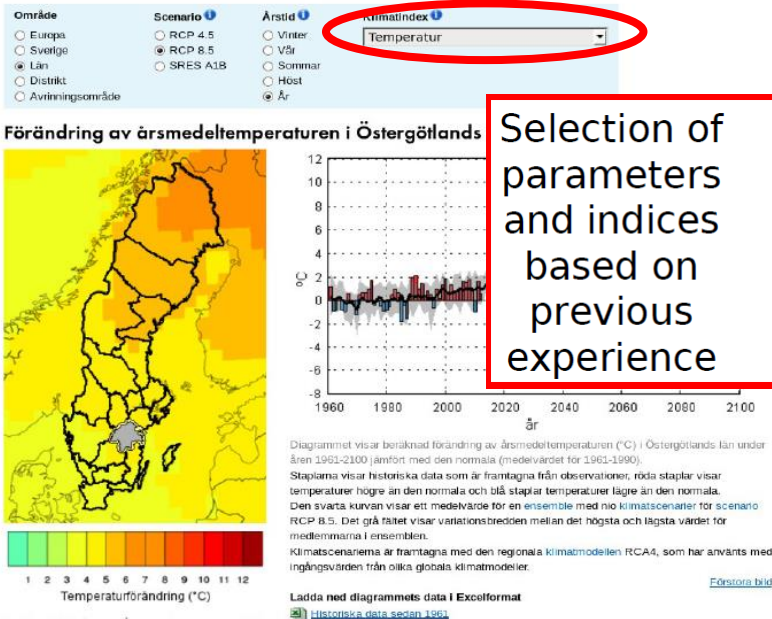 Område
Europa
Sverige
Län
Distrikt
Avrinningsområde
Scenario
RCP 4.5
RCP 8.5
SRES A1B
Årstid
Vinter
Vår
Sommar
Höst
År
Klimatindex
Temperatur
Selection of
parameters
and indices
based on
previous
experience
Förändring av årsmedeltemperaturen i Östergötlands
12
10
8
6
4
2
0
-2
-4
-6
-8
°C
1960 1980 2000 2020 2040 2060 2080 2100
år
1 2 3 4 5 6 7 8 9 10 11 12
Temperaturförändring (°C)
Diagrammet visar beräknad förändring av årsmedeltemperaturen (°C) i Östergötlands län under
åren 1961-2100 jämfört med den normala (medelvärdet för 1961-1990).
Staplarna visar historiska data som är framtagna från observationer, röda staplar visar
temperaturer högre än den normala och blå staplar temperaturer lägre än den normala.
Den svarta kurvan visar ett medelvärde för en ensemble med nio klimatscenarier för scenario
RCP 8.5. Det grå fältet visar variationsbredden mellan det högsta och lägsta värdet för
medlemmarna i ensemblen.
Klimatscenarierna är framtagna med den regionala klimatmodellen RCA4, som har använts med
ingångsvärden från olika globala klimatmodeller.
Förstora bild
Ladda ned diagrammets data i Excelformat
Historiska data sedan 1961